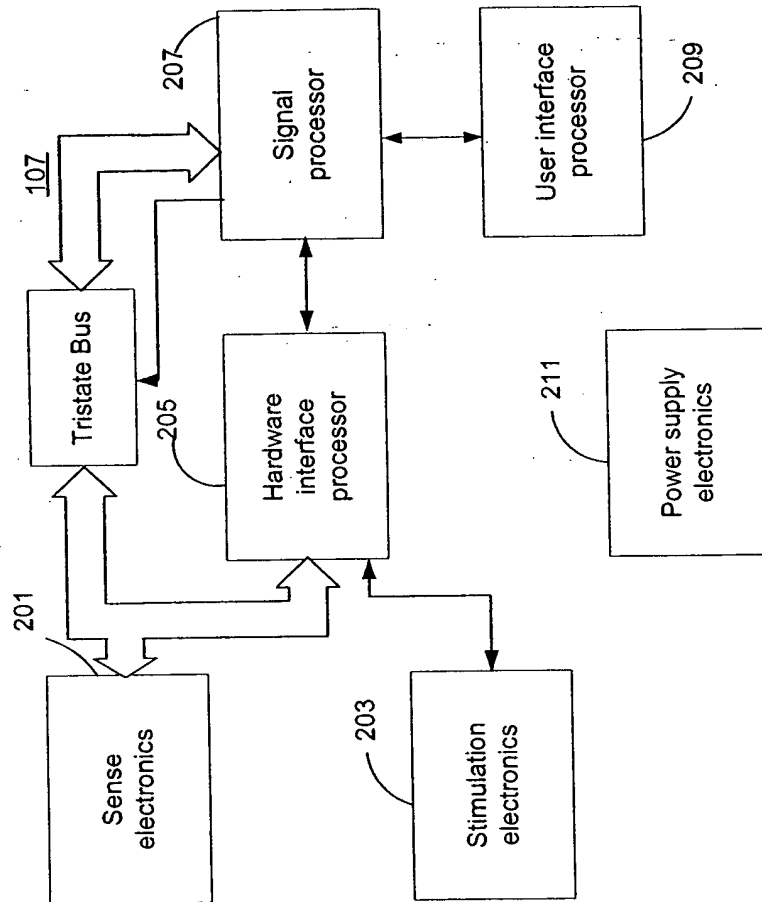 107
201
Sense
electronics
Tristate Bus
207
Signal
processor
205
Hardware
interface
processor
203
Stimulation
electronics
User interface
processor
209
211
Power supply
electronics